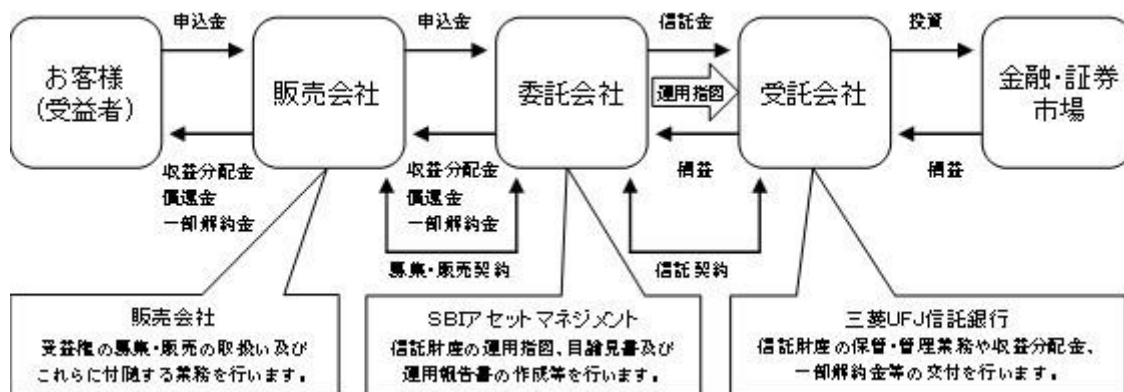 申込金
申込金
信託金
投資
お客様
(受益者)
販売会社
委託会社
運用指図
受託会社
金融・証券
市場
収益分配金
償還金
一部解約金
収益分配金
償還金
一部解約金
損益
損益
募集・販売契約
信託契約
販売会社
受益権の募集・販売の取扱い及び
これらに付随する業務を行います。
SBIアセットマネジメント
信託財産の運用指図、目論見書及び
運用報告書の作成等を行います。
三菱UFJ信託銀行
信託財産の保管・管理業務や収益分配金、
一部解約金等の交付を行います。